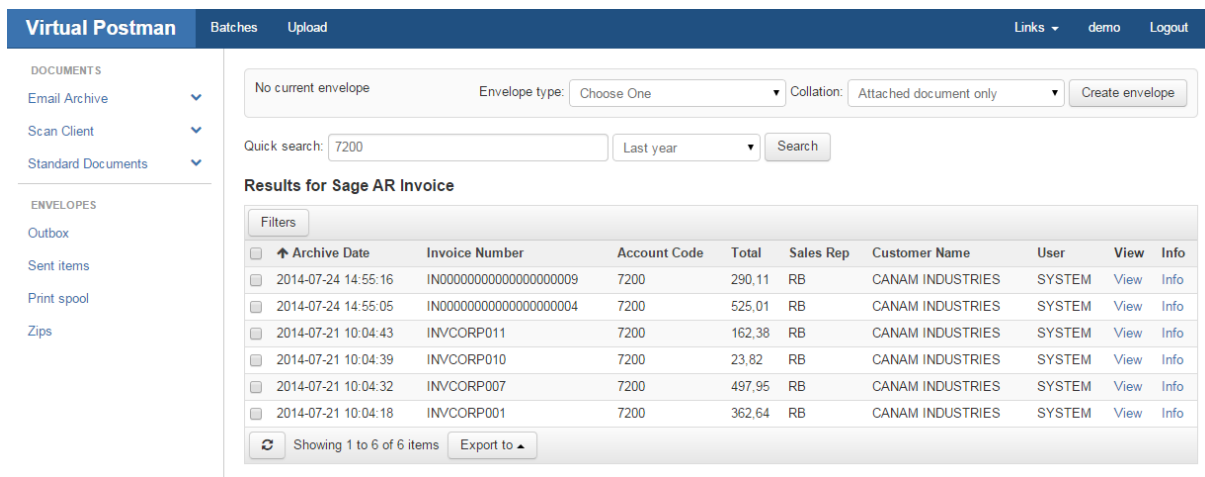 Virtual Postman Batches Upload Links demo Logout
DOCUMENTS
Email Archive
Scan Client
Standard Documents
ENVELOPES
Outbox
Sent items
Print spool
Zips
No current envelope Envelope type: Choose One Collation: Attached document only Create envelope
Quick search: 7200 Last year Search
Results for Sage AR Invoice
Filters
Archive Date Invoice Number Account Code Total Sales Rep Customer Name User View Info
2014-07-24 14:55:16 IN00000000000000000009 7200 290,11 RB CANAM INDUSTRIES SYSTEM View Info
2014-07-24 14:55:05 IN00000000000000000004 7200 525,01 RB CANAM INDUSTRIES SYSTEM View Info
2014-07-21 10:04:43 INVCORP011 7200 162,38 RB CANAM INDUSTRIES SYSTEM View Info
2014-07-21 10:04:39 INVCORP010 7200 23,82 RB CANAM INDUSTRIES SYSTEM View Info
2014-07-21 10:04:32 INVCORP007 7200 497,95 RB CANAM INDUSTRIES SYSTEM View Info
2014-07-21 10:04:18 INVCORP001 7200 362,64 RB CANAM INDUSTRIES SYSTEM View Info
Showing 1 to 6 of 6 items Export to